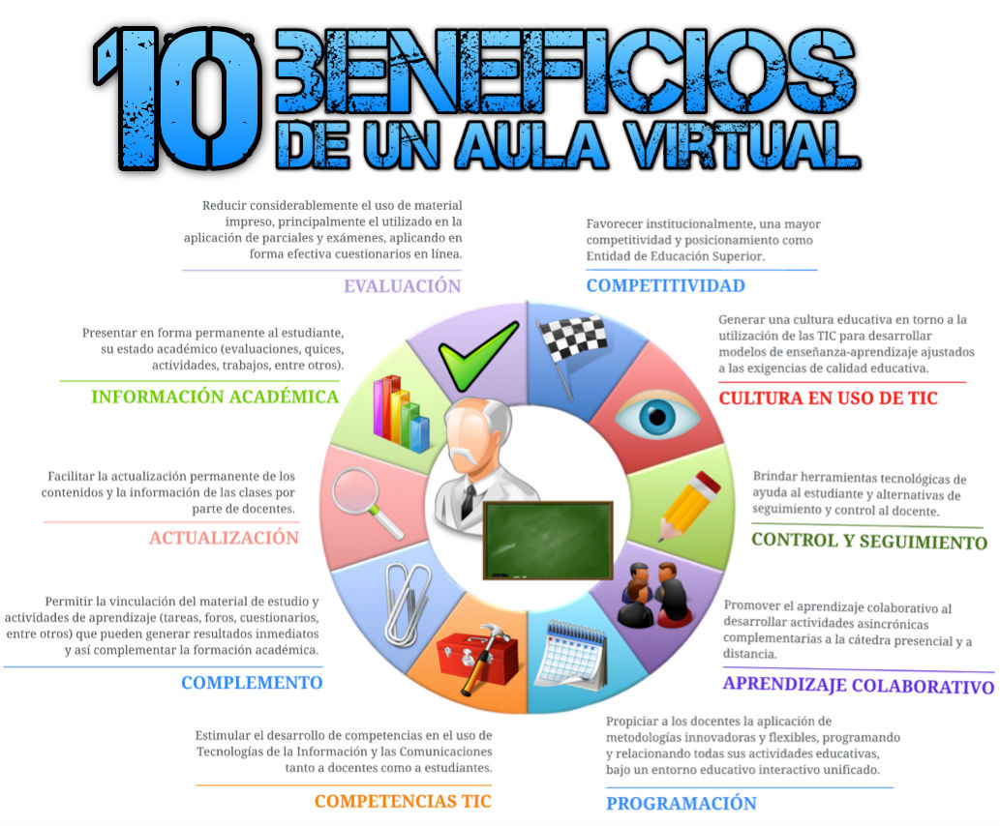 10 BENEFICIOS
DE UN AULA VIRTUAL
Reducir considerablemente el uso de material
impreso, principalmente el utilizado en la
aplicación de parciales y exámenes, aplicando en
forma efectiva cuestionarios en línea.
EVALUACIÓN
Favorecer institucionalmente, una mayor
competitividad y posicionamiento como
Entidad de Educación Superior.
COMPETITIVIDAD
Presentar en forma permanente al estudiante,
su estado académico (evaluaciones, quices,
actividades, trabajos, entre otros).
INFORMACIÓN ACADÉMICA
Generar una cultura educativa en torno a la
utilización de las TIC para desarrollar
modelos de enseñanza-aprendizaje ajustados
a las exigencias de calidad educativa.
CULTURA EN USO DE TIC
Facilitar la actualización permanente de los
contenidos y la información de las clases por
parte de docentes.
ACTUALIZACIÓN
Brindar herramientas tecnológicas de
ayuda al estudiante y alternativas de
seguimiento y control al docente.
CONTROL Y SEGUIMIENTO
Permitir la vinculación del material de estudio y
actividades de aprendizaje (tareas, foros, cuestionarios,
entre otros) que pueden generar resultados inmediatos
y así complementar la formación académica.
COMPLEMENTO
Promover el aprendizaje colaborativo al
desarrollar actividades asincrónicas
complementarias a la cátedra presencial y a
distancia.
APRENDIZAJE COLABORATIVO
Estimular el desarrollo de competencias en el uso de
Tecnologías de la Información y las Comunicaciones
tanto a docentes como a estudiantes.
COMPETENCIAS TIC
Propiciar a los docentes la aplicación de
metodologías innovadoras y flexibles, programando
y relacionando todas sus actividades educativas,
bajo un entorno educativo interactivo unificado.
PROGRAMACIÓN